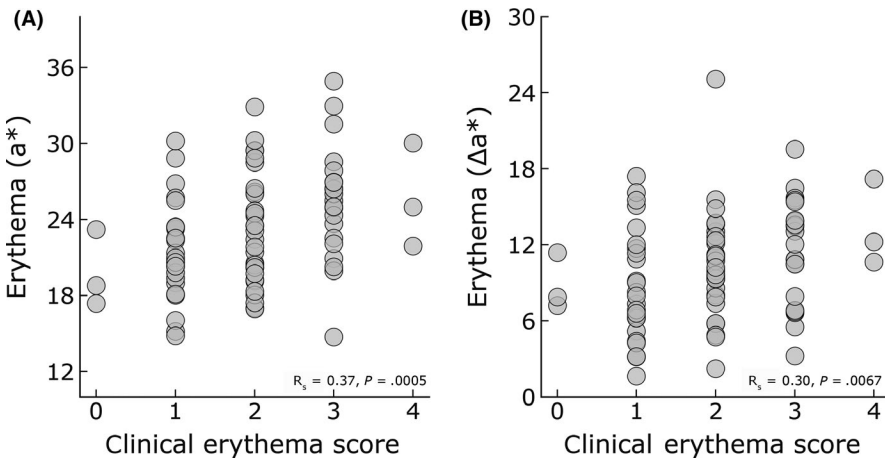 (A)
Erythema (a*)
36
30
24
18
12
R_s = 0.37, P = .0005
0 1 2 3 4
Clinical erythema score
(B)
Erythema (Δa*)
30
24
18
12
6
0
R_s = 0.30, P = .0067
0 1 2 3 4
Clinical erythema score